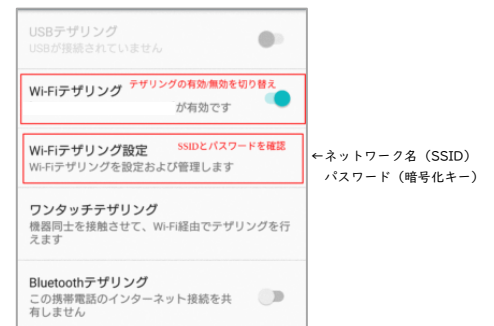 USBテザリング
USBが接続されていません
Wi-Fiテザリング
テザリングの有効/無効を切り替え
が有効です
Wi-Fiテザリング設定
SSIDとパスワードを確認
Wi-Fiテザリングを設定および管理します
←ネットワーク名（SSID）
パスワード（暗号化キー）
ワンタッチテザリング
機器同士を接触させて、Wi-Fi経由でテザリングを行
えます
Bluetoothテザリング
この携帯電話のインターネット接続を共
有しません